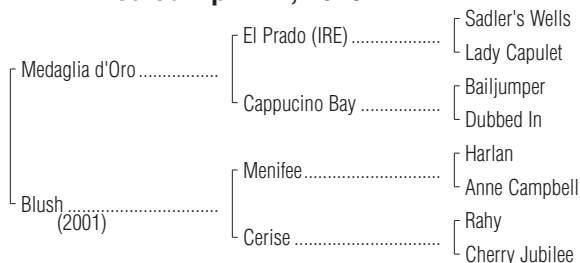 Sadler's Wells
El Prado (IRE)
Lady Capulet
Medaglia d'Oro
Bailjumper
Cappucino Bay
Dubbed In
Harlan
Menifee
Anne Campbell
Blush
(2001)
Rahy
Cerise
Cherry Jubilee